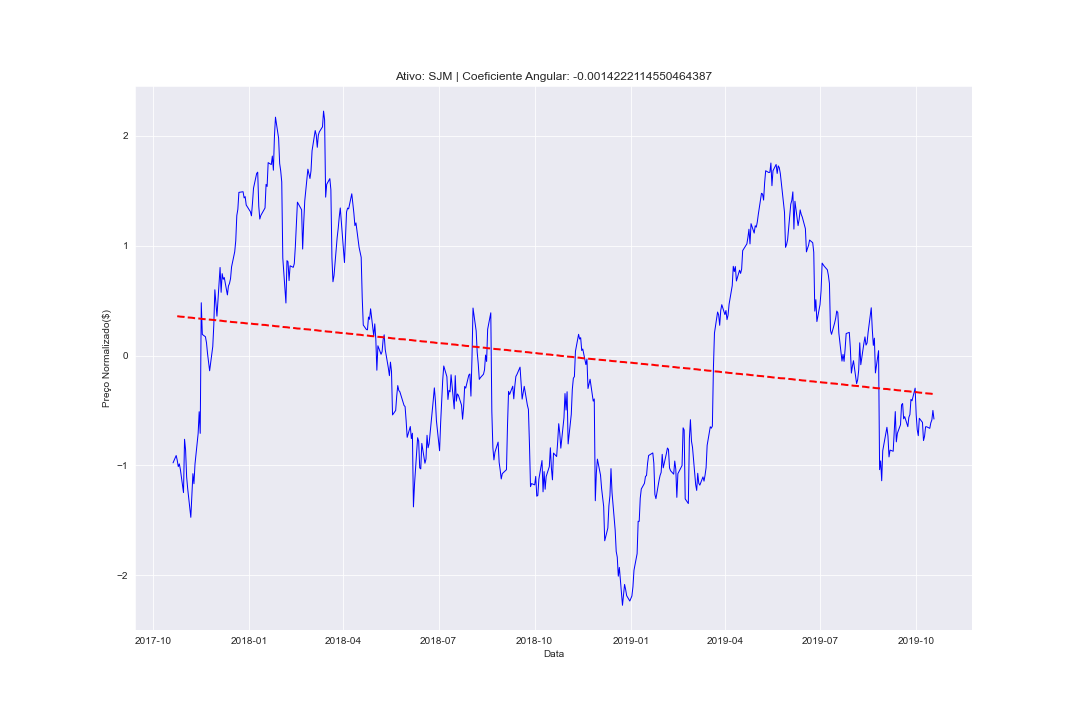 Ativo: SJM | Coeficiente Angular: -0.0014222114550464387
Preço Normalizado($)
2
1
0
−1
−2
2017-10 2018-01 2018-04 2018-07 2018-10 2019-01 2019-04 2019-07 2019-10
Data